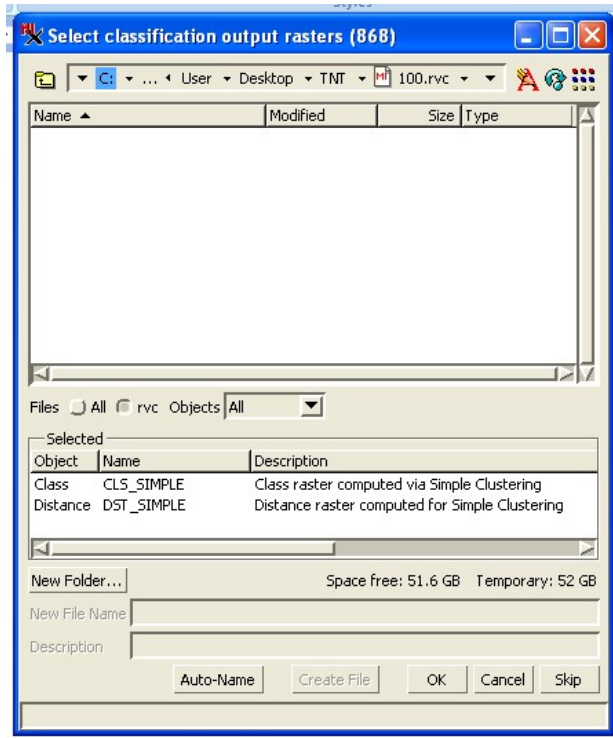 Styles
Select classification output rasters (868)
C: ... User Desktop TNT 100.rvc
Name Modified Size Type
Files All rvc Objects All
Selected
Object Name Description
Class CLS_SIMPLE Class raster computed via Simple Clustering
Distance DST_SIMPLE Distance raster computed for Simple Clustering
New Folder... Space free: 51.6 GB Temporary: 52 GB
New File Name
Description
Auto-Name Create File OK Cancel Skip